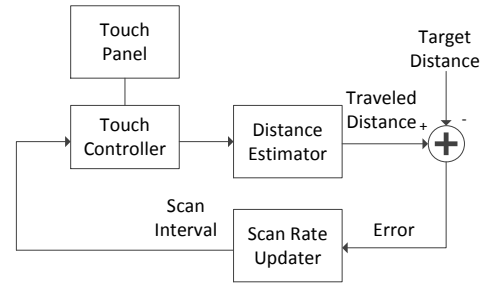 Touch
Panel
Target
Distance
Touch
Controller
Distance
Estimator
Traveled
Distance
+
-
+
Scan
Interval
Scan Rate
Updater
Error